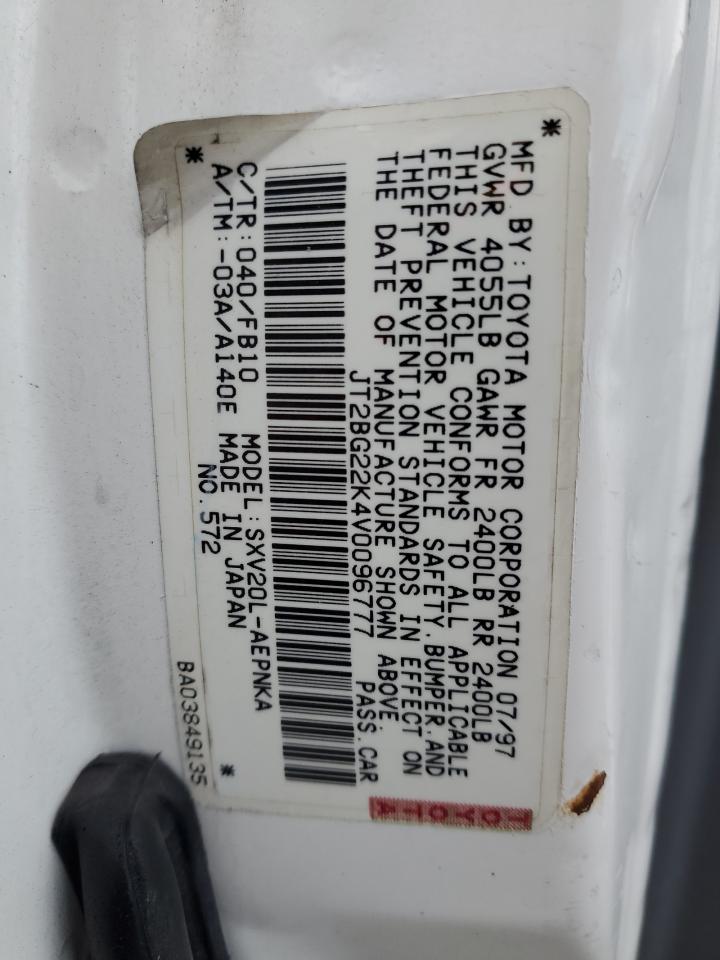 MFD. BY: TOYOTA MOTOR CORPORATION 07/97
GVWR 4055LB GAWR FR 2400LB RR 2400LB
THIS VEHICLE CONFORMS TO ALL APPLICABLE
FEDERAL MOTOR VEHICLE SAFETY, BUMPER, AND
THEFT PREVENTION STANDARDS IN EFFECT ON
THE DATE OF MANUFACTURE SHOWN ABOVE.
JT2BG22K4V0096777 PASS. CAR
C/TR: 040/FB10 MODEL: SXV20L-AEPNKA
A/TM: -03A/A140E MADE IN JAPAN
NO. 572
BA03849135
TOYOTA